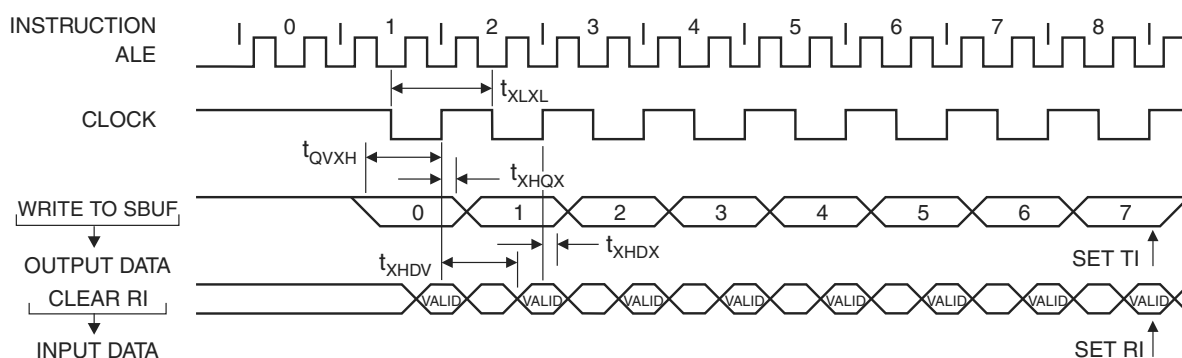 INSTRUCTION 0 1 2 3 4 5 6 7 8
ALE
tXLXL
CLOCK
tQVXH
tXHQX
WRITE TO SBUF 0 1 2 3 4 5 6 7
tXHDX
OUTPUT DATA tXHDV SET TI
CLEAR RI VALID VALID VALID VALID VALID VALID VALID VALID
INPUT DATA SET RI